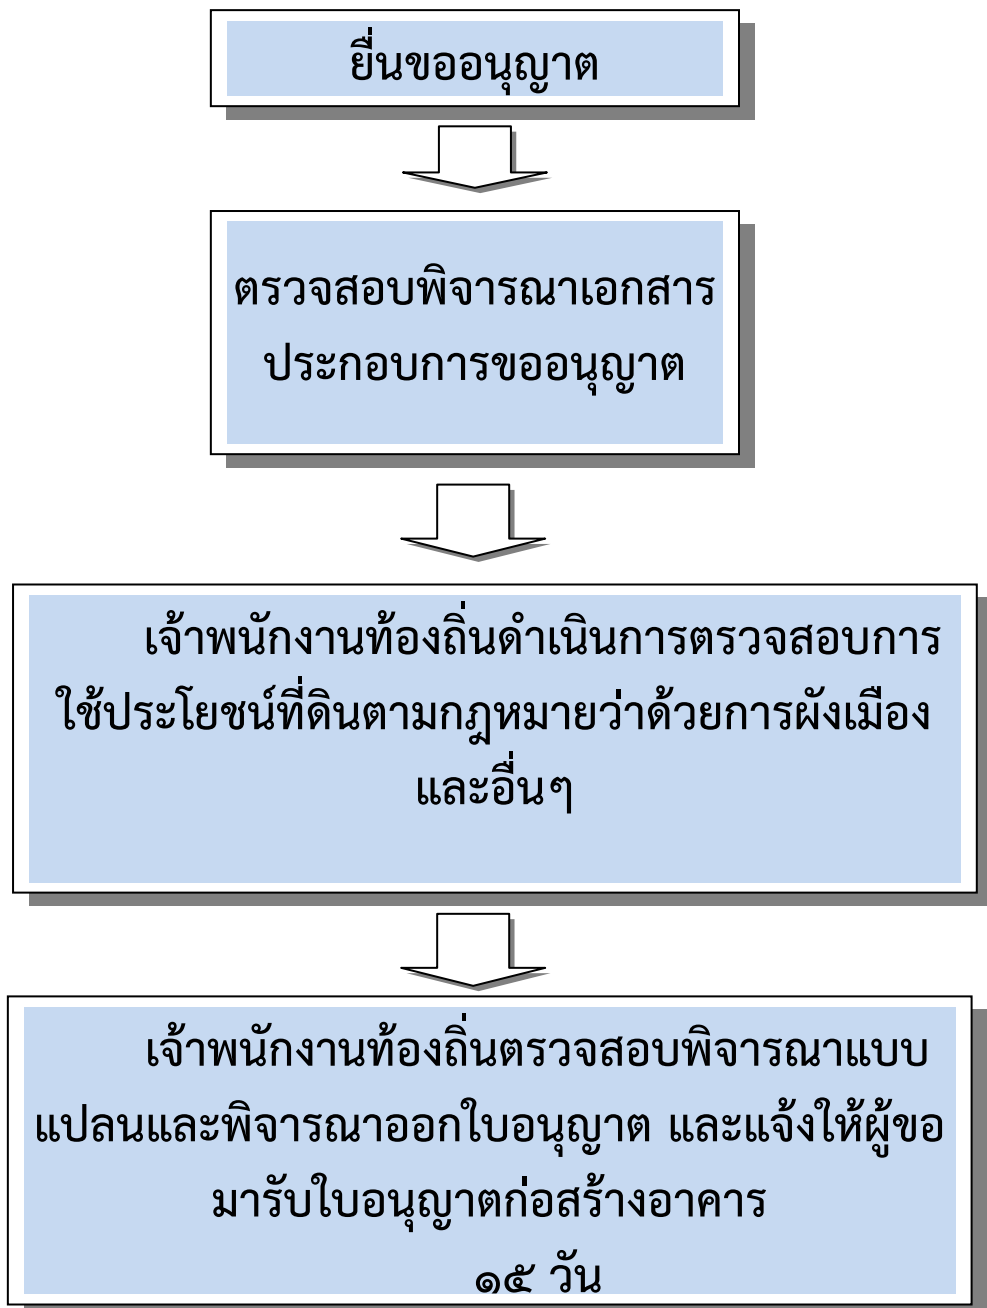 ยื่นขออนุญาต
ตรวจสอบพิจารณาเอกสาร
ประกอบการขออนุญาต
เจ้าพนักงานท้องถิ่นดำเนินการตรวจสอบการ
ใช้ประโยชน์ที่ดินตามกฎหมายว่าด้วยการผังเมือง
และอื่นๆ
เจ้าพนักงานท้องถิ่นตรวจสอบพิจารณาแบบ
แปลนและพิจารณาออกใบอนุญาต และแจ้งให้ผู้ขอ
มารับใบอนุญาตก่อสร้างอาคาร
๑๕ วัน